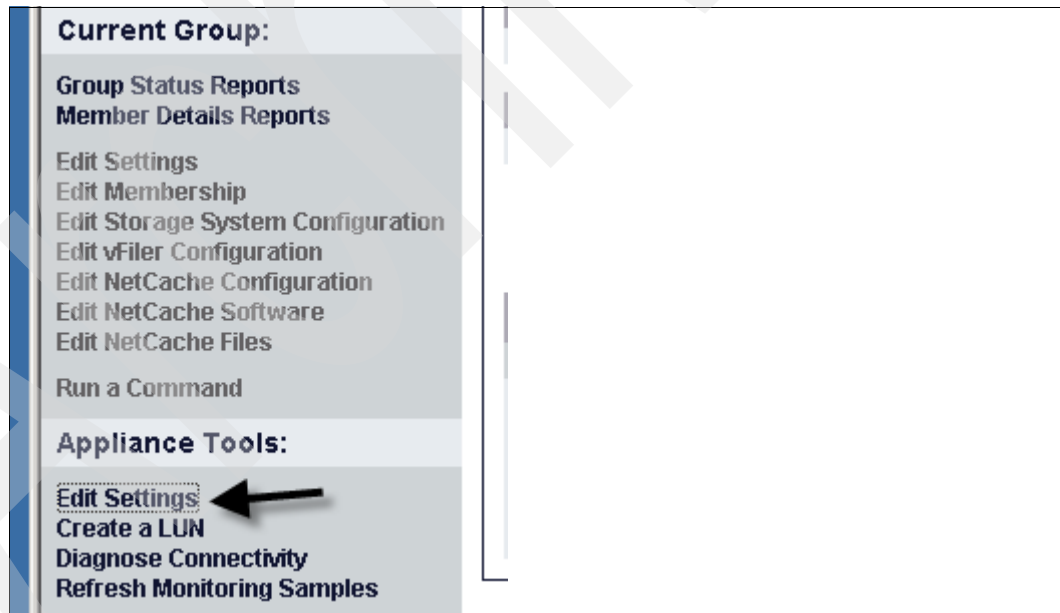 Current Group:
Group Status Reports
Member Details Reports
Edit Settings
Edit Membership
Edit Storage System Configuration
Edit vFiler Configuration
Edit NetCache Configuration
Edit NetCache Software
Edit NetCache Files
Run a Command
Appliance Tools:
Edit Settings
Create a LUN
Diagnose Connectivity
Refresh Monitoring Samples